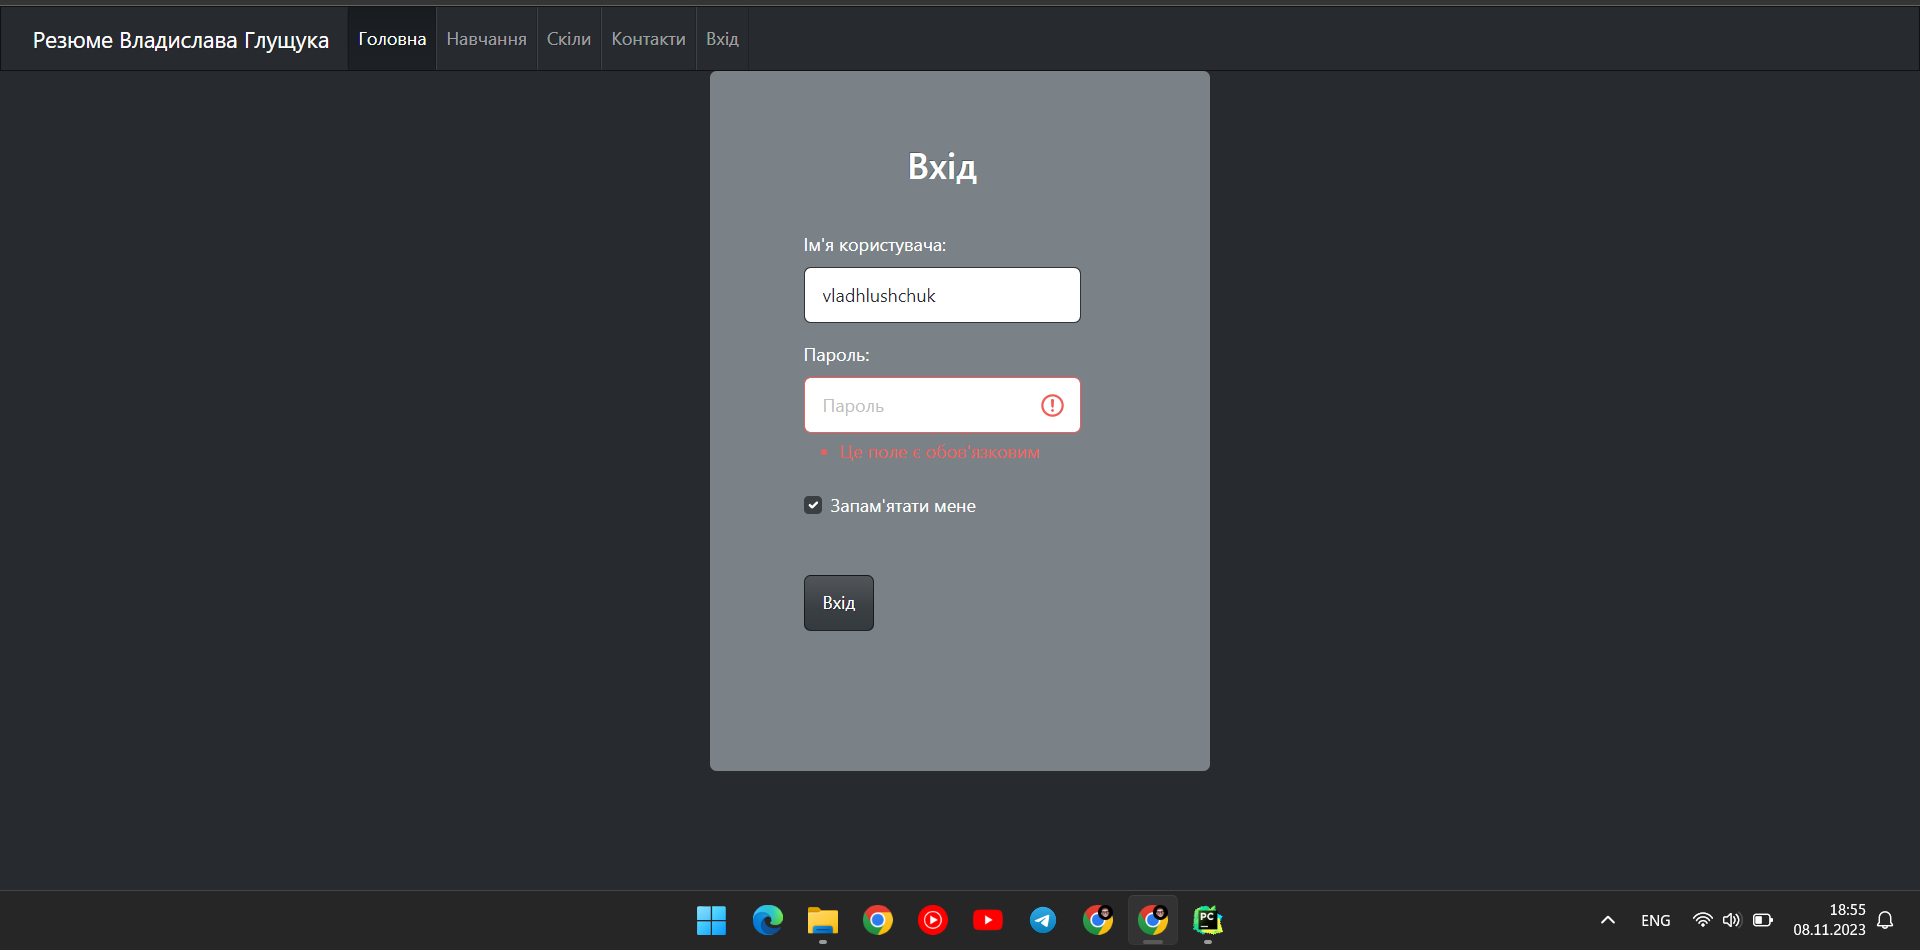 Резюме Владислава Глущука
Головна
Навчання
Скіли
Контакти
Вхід
Вхід
Ім'я користувача:
vladhlushchuk
Пароль:
Пароль
Це поле є обов'язковим
Запам'ятати мене
Вхід
PC
ENG
18:55
08.11.2023